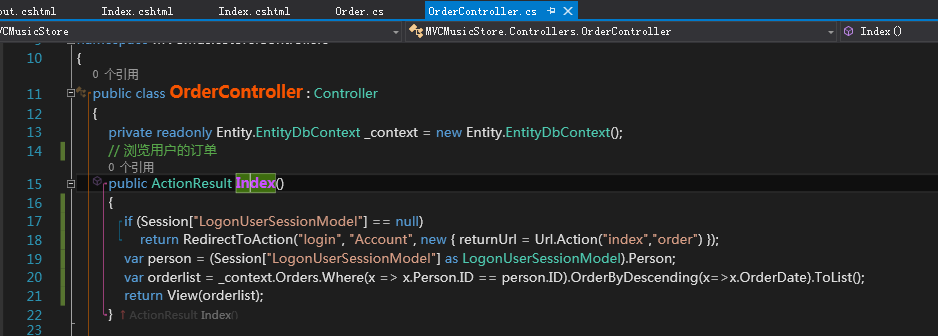 out.cshtml Index.cshtml Index.cshtml Order.cs OrderController.cs
VCMusicStore MVCMusicStore.Controllers.OrderController Index()
10 {
0 个引用
11 public class OrderController : Controller
12 {
13 private readonly Entity.EntityDbContext _context = new Entity.EntityDbContext();
14 // 浏览用户的订单
0 个引用
15 public ActionResult Index()
16 {
17 if (Session["LogonUserSessionModel"] == null)
18 return RedirectToAction("login", "Account", new { returnUrl = Url.Action("index","order") });
19 var person = (Session["LogonUserSessionModel"] as LogonUserSessionModel).Person;
20 var orderlist = _context.Orders.Where(x => x.Person.ID == person.ID).OrderByDescending(x=>x.OrderDate).ToList();
21 return View(orderlist);
22 } ↑ ActionResult Index()
23